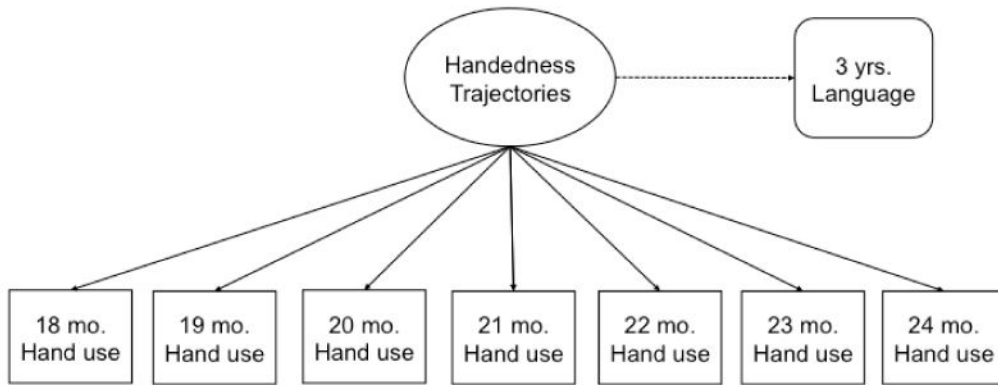 Handedness
Trajectories
3 yrs.
Language
18 mo.
Hand use
19 mo.
Hand use
20 mo.
Hand use
21 mo.
Hand use
22 mo.
Hand use
23 mo.
Hand use
24 mo.
Hand use